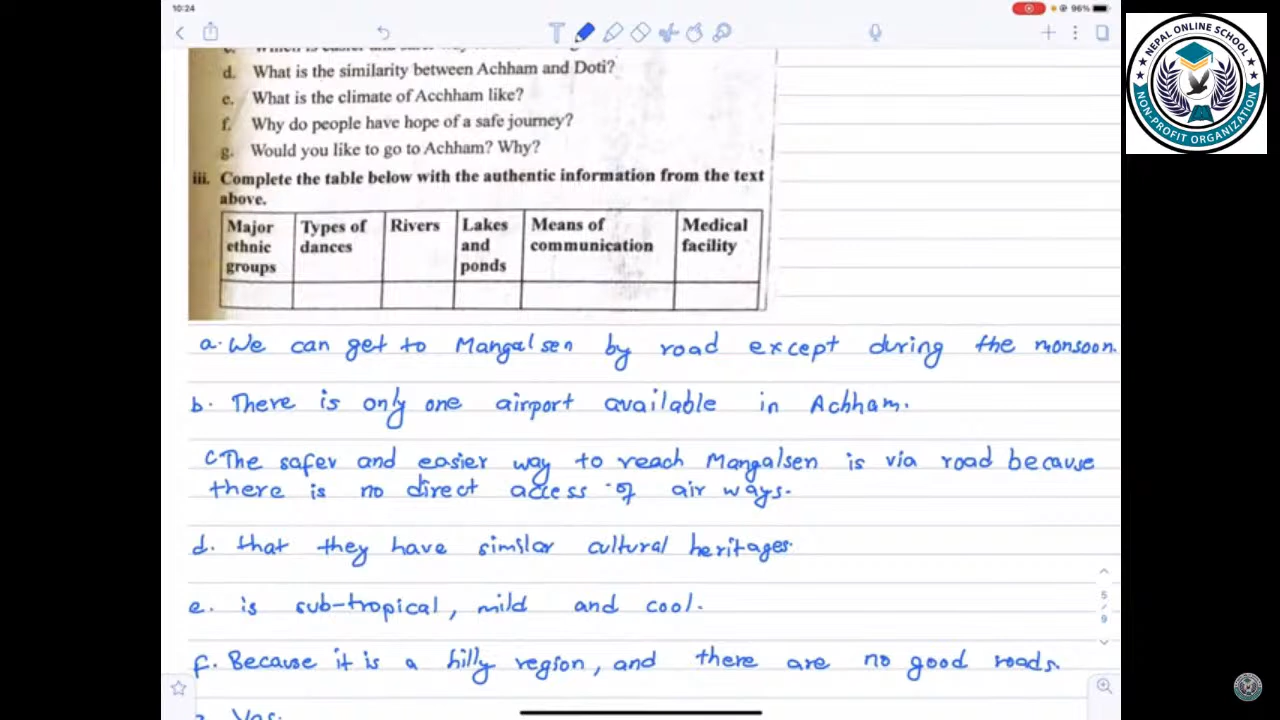 10:24
96%
NEPAL ONLINE SCHOOL
NON-PROFIT ORGANIZATION
d. What is the similarity between Achham and Doti?
e. What is the climate of Acchham like?
f. Why do people have hope of a safe journey?
g. Would you like to go to Achham? Why?
iii. Complete the table below with the authentic information from the text
above.
Major ethnic groups
Types of dances
Rivers
Lakes and ponds
Means of communication
Medical facility
a. We can get to Mangalsen by road except during the monsoon.
b. There is only one airport available in Achham.
c The safer and easier way to reach Mangalsen is via road because
there is no direct access of air ways.
d. that they have similar cultural heritages.
e. is sub-tropical, mild and cool.
f. Because it is a hilly region, and there are no good roads.
Yes.
5
/
9